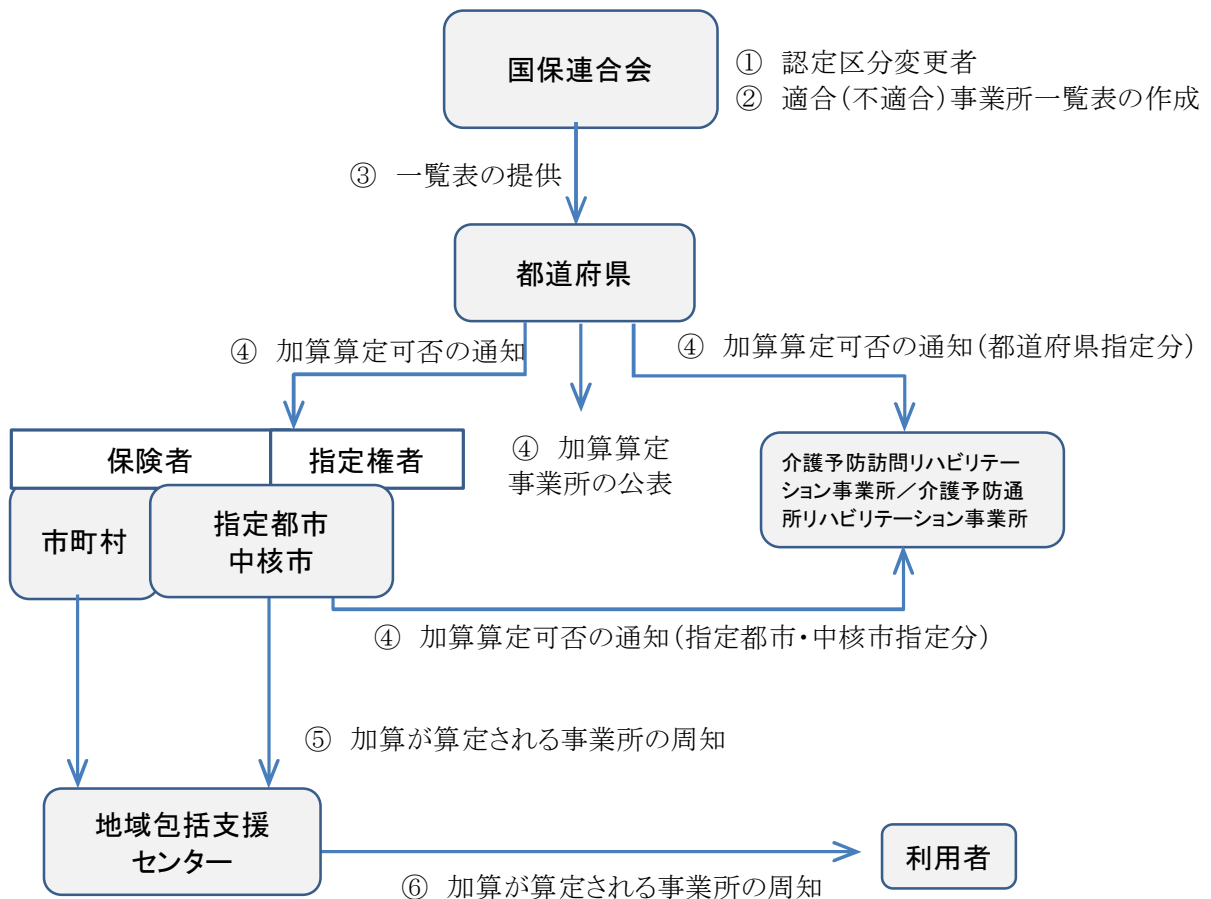 国保連合会
① 認定区分変更者
② 適合(不適合)事業所一覧表の作成
③ 一覧表の提供
都道府県
④ 加算算定可否の通知
④ 加算算定可否の通知(都道府県指定分)
保険者
指定権者
④ 加算算定
事業所の公表
介護予防訪問リハビリテー
ション事業所／介護予防通
所リハビリテーション事業所
市町村
指定都市
中核市
④ 加算算定可否の通知(指定都市・中核市指定分)
⑤ 加算が算定される事業所の周知
地域包括支援
センター
利用者
⑥ 加算が算定される事業所の周知